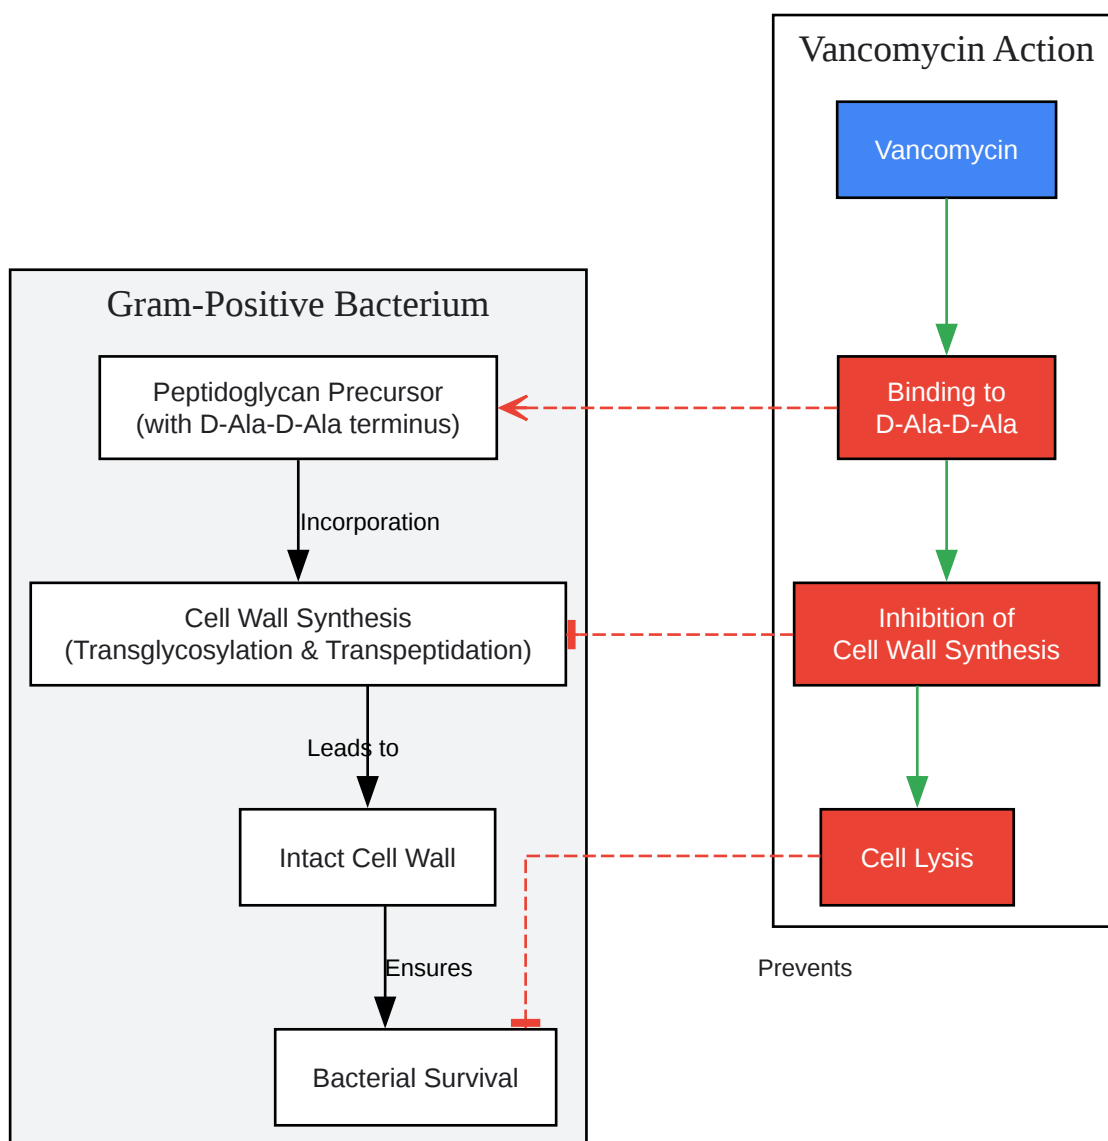 Vancomycin Action
Vancomycin
Gram-Positive Bacterium
Peptidoglycan Precursor
(with D-Ala-D-Ala terminus)
Binding to
D-Ala-D-Ala
Incorporation
Cell Wall Synthesis
(Transglycosylation & Transpeptidation)
Inhibition of
Cell Wall Synthesis
Leads to
Intact Cell Wall
Cell Lysis
Ensures
Prevents
Bacterial Survival